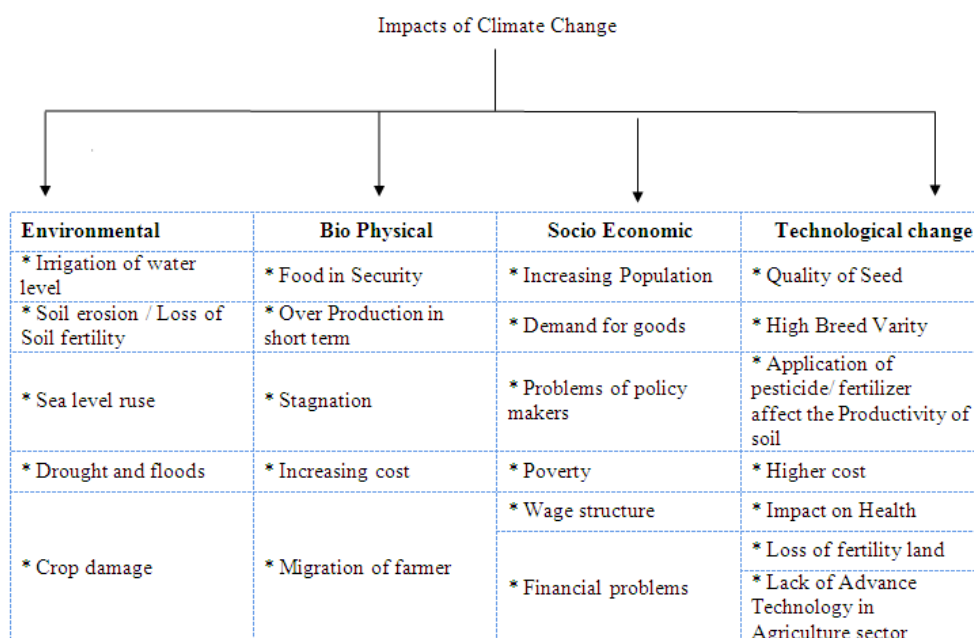 Impacts of Climate Change
Environmental
Bio Physical
Socio Economic
Technological change
* Irrigation of water
level
* Food in Security
* Increasing Population
* Quality of Seed
* Soil erosion / Loss of
Soil fertility
* Over Production in
short term
* Demand for goods
* High Breed Varity
* Sea level ruse
* Stagnation
* Problems of policy
makers
* Application of
pesticide/ fertilizer
affect the Productivity of
soil
* Drought and floods
* Increasing cost
* Poverty
* Higher cost
* Crop damage
* Migration of farmer
* Wage structure
* Impact on Health
* Financial problems
* Loss of fertility land
* Lack of Advance
Technology in
Agriculture sector